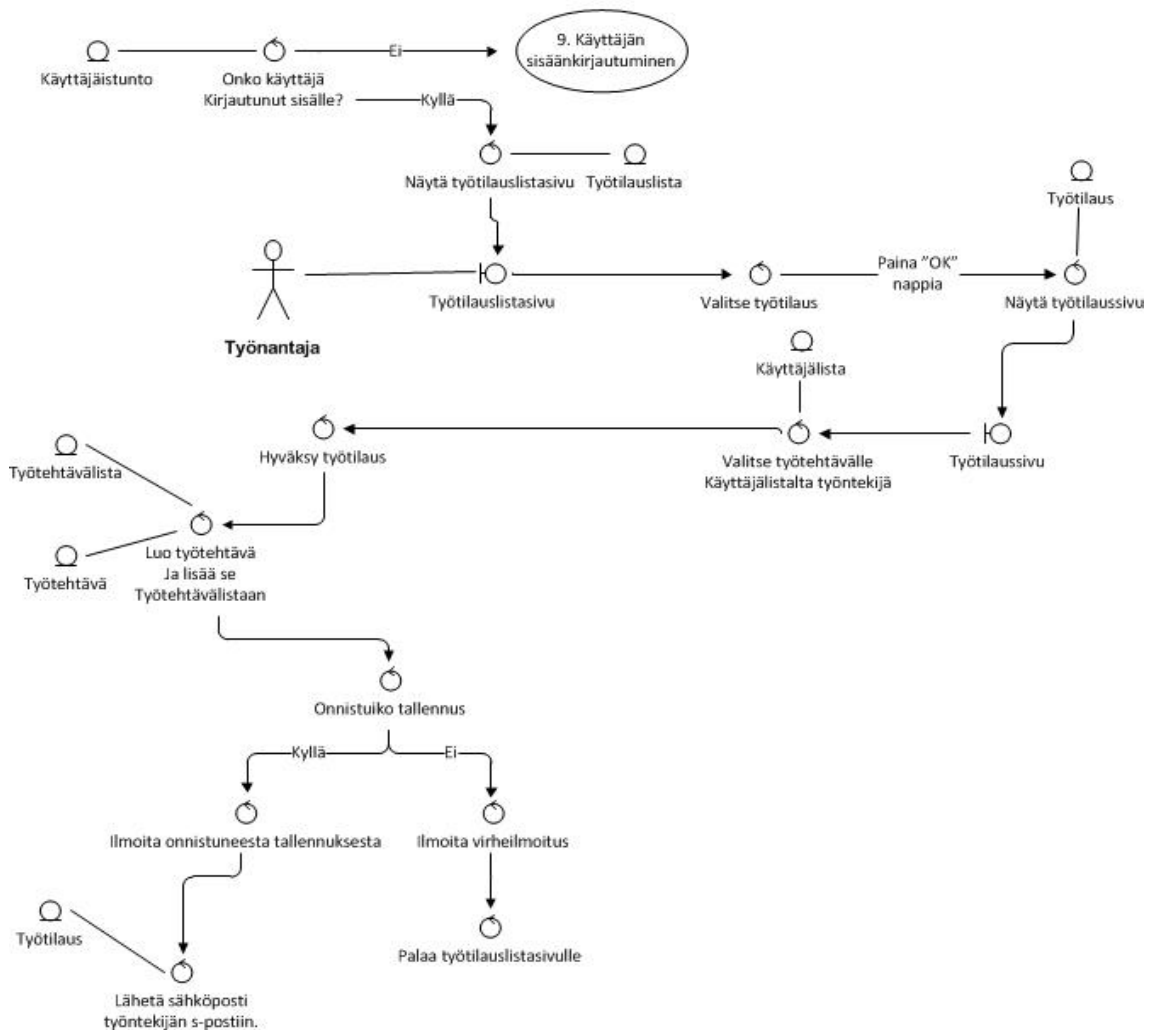 9. Käyttäjän
sisäänkirjautuminen
Ei
Käyttäjäistunto
Onko käyttäjä
Kirjautunut sisälle?
Kyllä
Näytä työtilauslistasivu
Työtilauslista
Työtilaus
Paina ”OK”
nappia
Työtilauslistasivu
Valitse työtilaus
Näytä työtilaussivu
Työnantaja
Käyttäjälista
Hyväksy työtilaus
Valitse työtehtävälle
Käyttäjälistalta työntekijä
Työtilaussivu
Työtehtävälista
Työtehtävä
Luo työtehtävä
Ja lisää se
Työtehtävälistaan
Onnistuiko tallennus
Kyllä
Ei
Ilmoita onnistuneesta tallennuksesta
Ilmoita virheilmoitus
Työtilaus
Palaa työtilauslistasivulle
Lähetä sähköposti
työntekijän s-postiin.